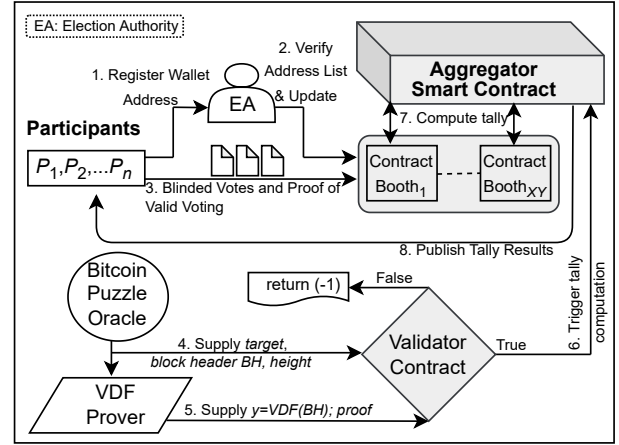 EA: Election Authority
1. Register Wallet
Address
EA
2. Verify
Address List
& Update
Aggregator
Smart Contract
7. Compute tally
Participants
P1,P2,...Pn
3. Blinded Votes and Proof of
Valid Voting
Contract
Booth1
Contract
BoothXY
8. Publish Tally Results
Bitcoin
Puzzle
Oracle
return (-1)
False
4. Supply target,
block header BH, height
Validator
Contract
True
6. Trigger tally
computation
VDF
Prover
5. Supply y=VDF(BH); proof